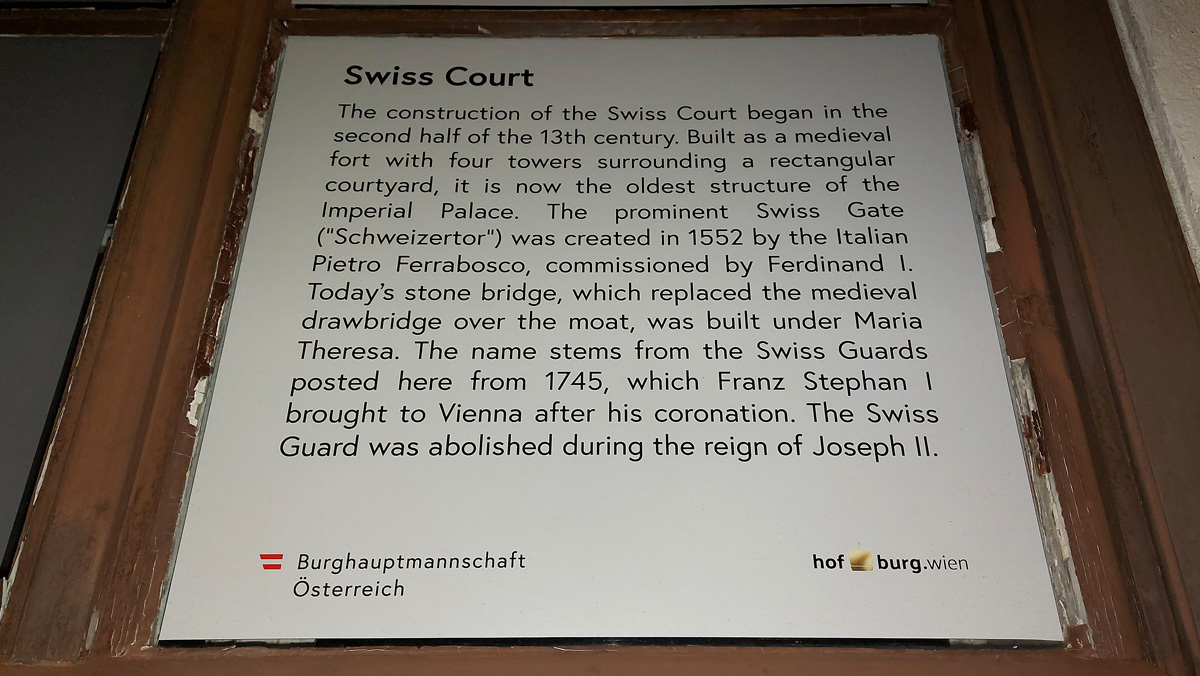 Swiss Court
The construction of the Swiss Court began in the
second half of the 13th century. Built as a medieval
fort with four towers surrounding a rectangular
courtyard, it is now the oldest structure of the
Imperial Palace. The prominent Swiss Gate
("Schweizertor") was created in 1552 by the Italian
Pietro Ferrabosco, commissioned by Ferdinand I.
Today's stone bridge, which replaced the medieval
drawbridge over the moat, was built under Maria
Theresa. The name stems from the Swiss Guards
posted here from 1745, which Franz Stephan I
brought to Vienna after his coronation. The Swiss
Guard was abolished during the reign of Joseph II.
Burghauptmannschaft
Österreich
hofburg.wien